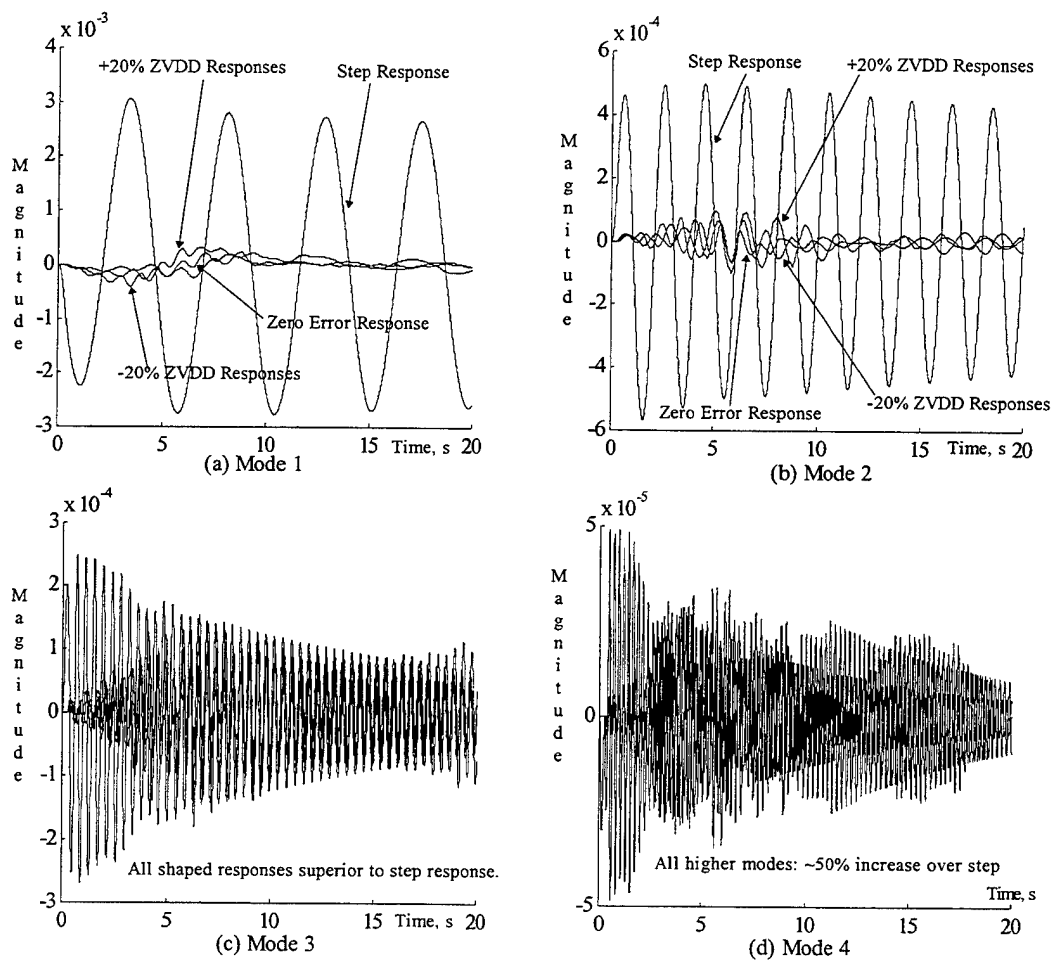 x 10-3
4
3
2
1
0
-1
-2
-3
Magnitude
+20% ZVDD Responses
Step Response
Zero Error Response
-20% ZVDD Responses
0 5 10 15 Time, s 20
(a) Mode 1
x 10-4
6
4
2
0
-2
-4
-6
Magnitude
Step Response
+20% ZVDD Responses
Zero Error Response
-20% ZVDD Responses
0 5 10 15 Time, s 20
(b) Mode 2
x 10-4
3
2
1
0
-1
-2
-3
Magnitude
All shaped responses superior to step response.
0 5 10 15 Time, s 20
(c) Mode 3
x 10-5
5
0
-5
Magnitude
All higher modes: ~50% increase over step
Time, s
0 5 10 15 20
(d) Mode 4